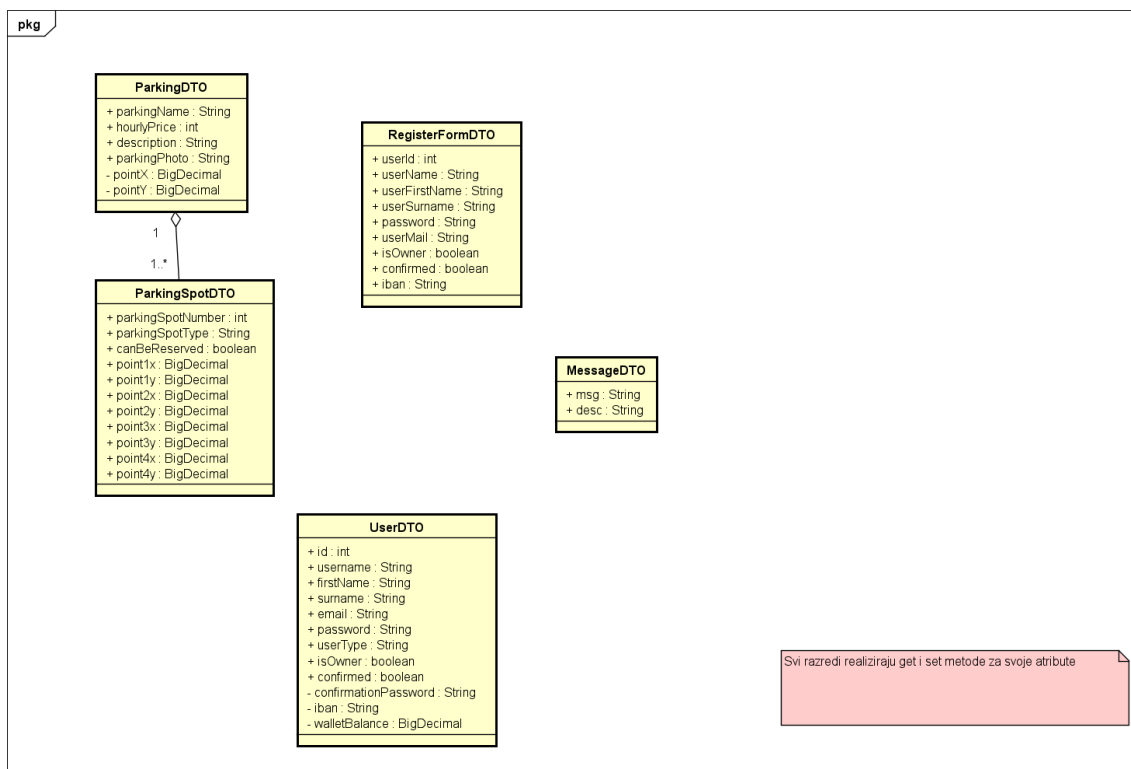 pkg
ParkingDTO
+ parkingName : String
+ hourlyPrice : int
+ description : String
+ parkingPhoto : String
- pointX : BigDecimal
- pointY : BigDecimal
1
1..*
ParkingSpotDTO
+ parkingSpotNumber : int
+ parkingSpotType : String
+ canBeReserved : boolean
+ point1x : BigDecimal
+ point1y : BigDecimal
+ point2x : BigDecimal
+ point2y : BigDecimal
+ point3x : BigDecimal
+ point3y : BigDecimal
+ point4x : BigDecimal
+ point4y : BigDecimal
RegisterFormDTO
+ userId : int
+ userName : String
+ userFirstName : String
+ userSurname : String
+ password : String
+ userMail : String
+ isOwner : boolean
+ confirmed : boolean
+ iban : String
MessageDTO
+ msg : String
+ desc : String
UserDTO
+ id : int
+ username : String
+ firstName : String
+ surname : String
+ email : String
+ password : String
+ userType : String
+ isOwner : boolean
+ confirmed : boolean
- confirmationPassword : String
- iban : String
- walletBalance : BigDecimal
Svi razredi realiziraju get i set metode za svoje atribute